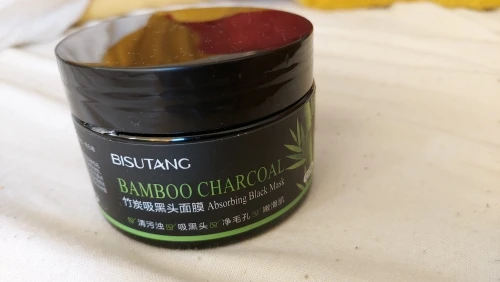 BISUTANG
BAMBOO CHARCOAL
竹炭吸黑头面膜 Absorbing Black Mask
清污浊 吸黑头 净毛孔 嫩滑肌